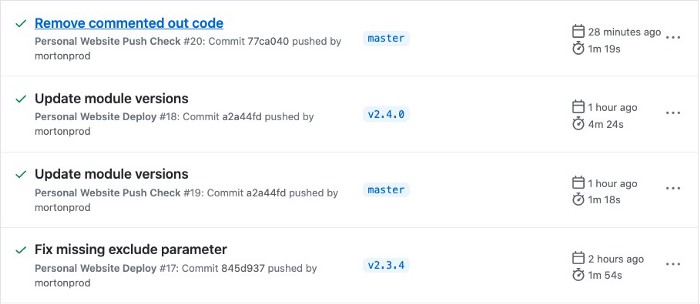 Remove commented out code
Personal Website Push Check #20: Commit 77ca040 pushed by
mortonprod
master
28 minutes ago
1m 19s
Update module versions
Personal Website Deploy #18: Commit a2a44fd pushed by
mortonprod
v2.4.0
1 hour ago
4m 24s
Update module versions
Personal Website Push Check #19: Commit a2a44fd pushed by
mortonprod
master
1 hour ago
1m 18s
Fix missing exclude parameter
Personal Website Deploy #17: Commit 845d937 pushed by
mortonprod
v2.3.4
2 hours ago
1m 54s